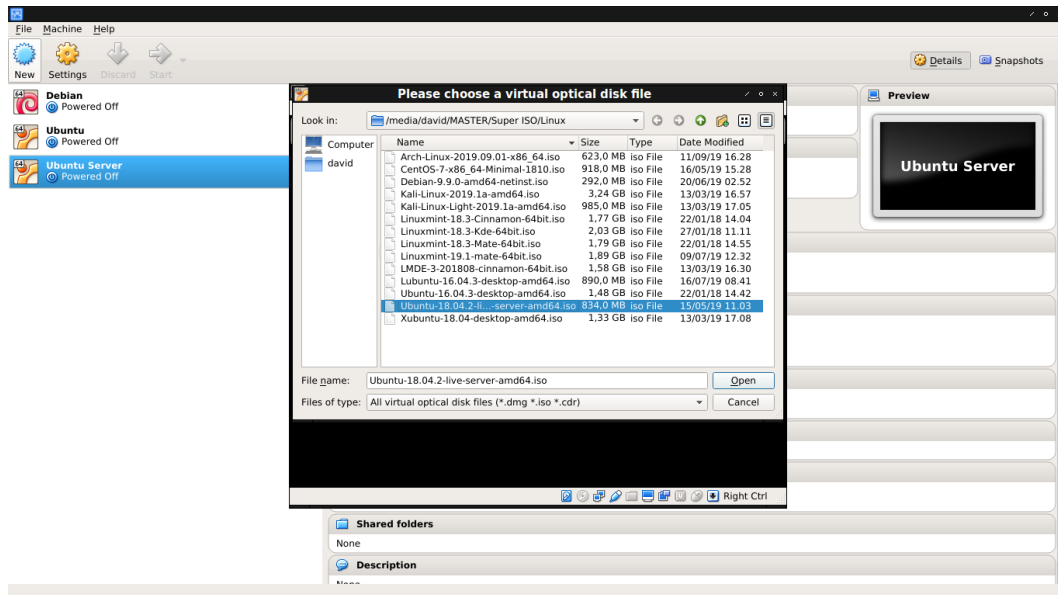 File Machine Help
New Settings Discard Start
Details Snapshots
64 Debian
Powered Off
64 Ubuntu
Powered Off
64 Ubuntu Server
Powered Off
Please choose a virtual optical disk file
Look in: /media/david/MASTER/Super ISO/Linux
Computer
david
Name Size Type Date Modified
Arch-Linux-2019.09.01-x86_64.iso 623,0 MB iso File 11/09/19 16.28
CentOS-7-x86_64-Minimal-1810.iso 918,0 MB iso File 16/05/19 15.28
Debian-9.9.0-amd64-netinst.iso 292,0 MB iso File 20/06/19 02.52
Kali-Linux-2019.1a-amd64.iso 3,24 GB iso File 13/03/19 16.57
Kali-Linux-Light-2019.1a-amd64.iso 985,0 MB iso File 13/03/19 17.05
Linuxmint-18.3-Cinnamon-64bit.iso 1,77 GB iso File 22/01/18 14.04
Linuxmint-18.3-Kde-64bit.iso 2,03 GB iso File 27/01/18 11.11
Linuxmint-18.3-Mate-64bit.iso 1,79 GB iso File 22/01/18 14.55
Linuxmint-19.1-mate-64bit.iso 1,89 GB iso File 09/07/19 12.32
LMDE-3-201808-cinnamon-64bit.iso 1,58 GB iso File 13/03/19 16.30
Lubuntu-16.04.3-desktop-amd64.iso 890,0 MB iso File 16/07/19 08.41
Ubuntu-16.04.3-desktop-amd64.iso 1,48 GB iso File 22/01/18 14.42
Ubuntu-18.04.2-li...-server-amd64.iso 834,0 MB iso File 15/05/19 11.03
Xubuntu-18.04-desktop-amd64.iso 1,33 GB iso File 13/03/19 17.08
File name: Ubuntu-18.04.2-live-server-amd64.iso Open
Files of type: All virtual optical disk files (*.dmg *.iso *.cdr) Cancel
Right Ctrl
Preview
Ubuntu Server
Shared folders
None
Description
None